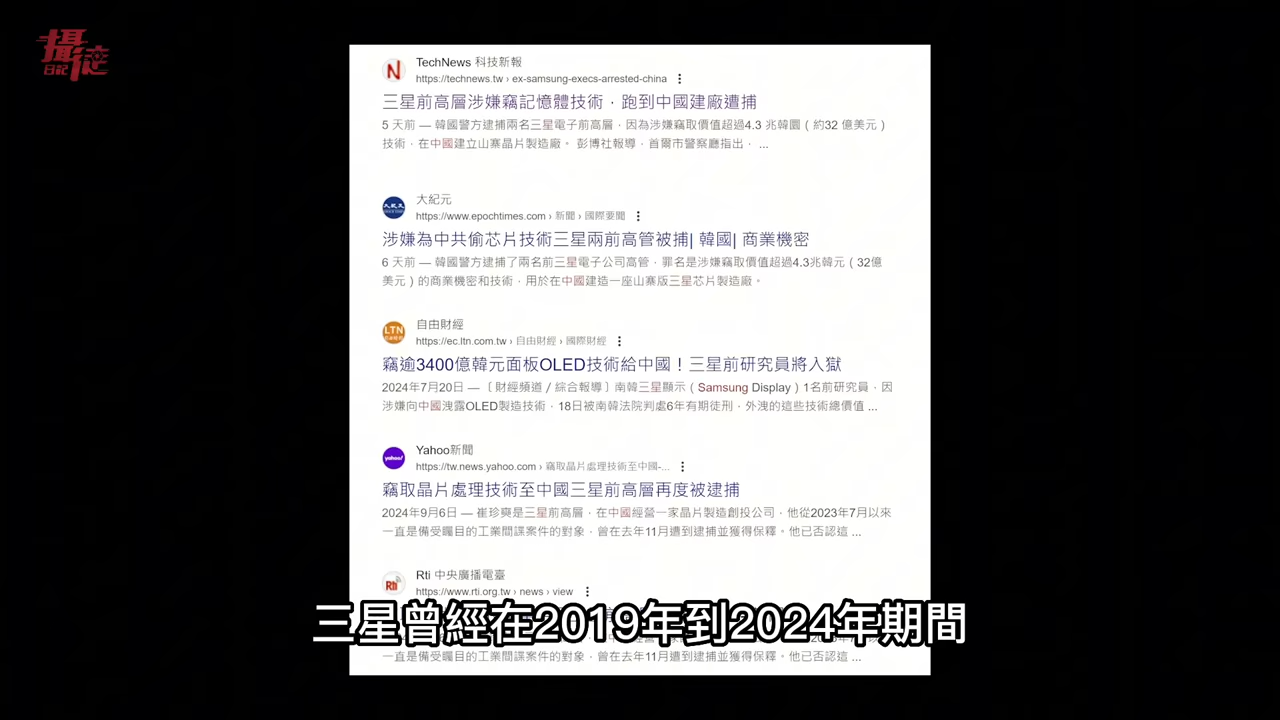 攝徒
日記
TechNews 科技新報
https://technews.tw › ex-samsung-execs-arrested-china
三星前高層涉嫌竊記憶體技術，跑到中國建廠遭捕
5 天前 — 韓國警方逮捕兩名三星電子前高層，因為涉嫌竊取價值超過4.3 兆韓圜（約32 億美元）
技術，在中國建立山寨晶片製造廠。 彭博社報導，首爾市警察廳指出， ...
大紀元
https://www.epochtimes.com › 新聞 › 國際要聞
涉嫌為中共偷芯片技術三星兩前高管被捕| 韓國| 商業機密
6 天前 — 韓國警方逮捕了兩名前三星電子公司高管，罪名是涉嫌竊取價值超過4.3兆韓元（32億
美元）的商業機密和技術，用於在中國建造一座山寨版三星芯片製造廠。
LTN
自由財經
https://ec.ltn.com.tw › 自由財經 › 國際財經
竊逾3400億韓元面板OLED技術給中國！三星前研究員將入獄
2024年7月20日 — 〔財經頻道／綜合報導〕南韓三星顯示（Samsung Display）1名前研究員，因
涉嫌向中國洩露OLED製造技術，18日被南韓法院判處6年有期徒刑，外洩的這些技術總價值 ...
yahoo!
Yahoo新聞
https://tw.news.yahoo.com › 竊取晶片處理技術至中國-...
竊取晶片處理技術至中國三星前高層再度被逮捕
2024年9月6日 — 崔珍奭是三星前高層，在中國經營一家晶片製造創投公司，他從2023年7月以來
一直是備受矚目的工業間諜案件的對象，曾在去年11月遭到逮捕並獲得保釋。他已否認這 ...
Rti
Rti 中央廣播電臺
https://www.rti.org.tw › news › view
三星曾經在2019年到2024年期間
一直是備受矚目的工業間諜案件的對象，曾在去年11月遭到逮捕並獲得保釋。他已否認這 ...